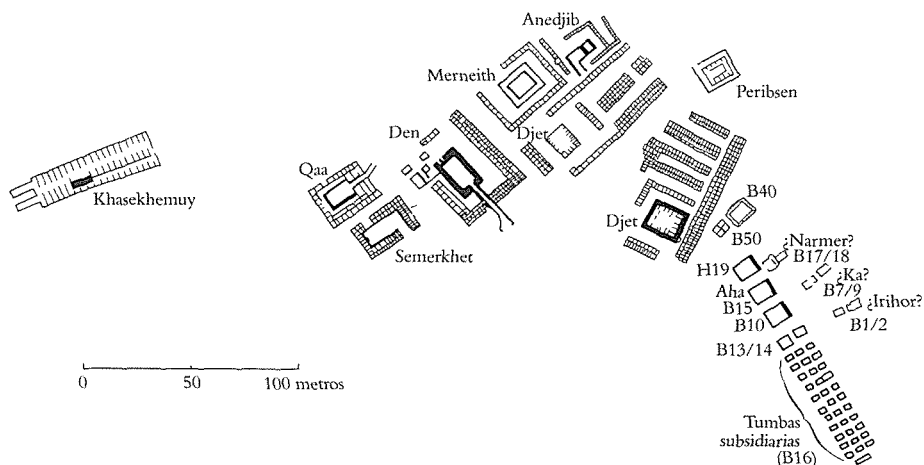 Anedjib
Merneith
Peribsen
Den
Djet
Qaa
Khasekhemuy
Semerkhet
Djet
B40
B50
¿Narmer?
H19
B17/18
¿Ka?
Aha
B7/9
¿Irihor?
B15
B10
B1/2
B13/14
0 50 100 metros
Tumbas
subsidiarias
(B16)